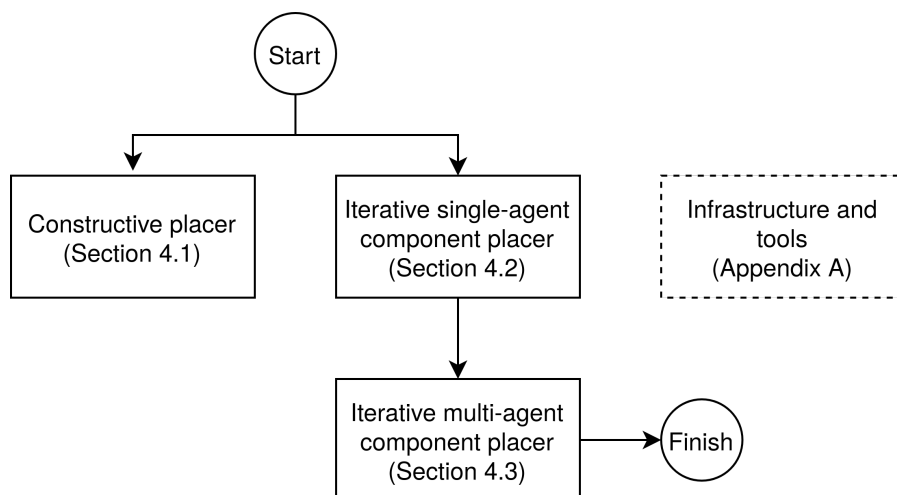 Start
Constructive placer
(Section 4.1)
Iterative single-agent
component placer
(Section 4.2)
Infrastructure and
tools
(Appendix A)
Iterative multi-agent
component placer
(Section 4.3)
Finish